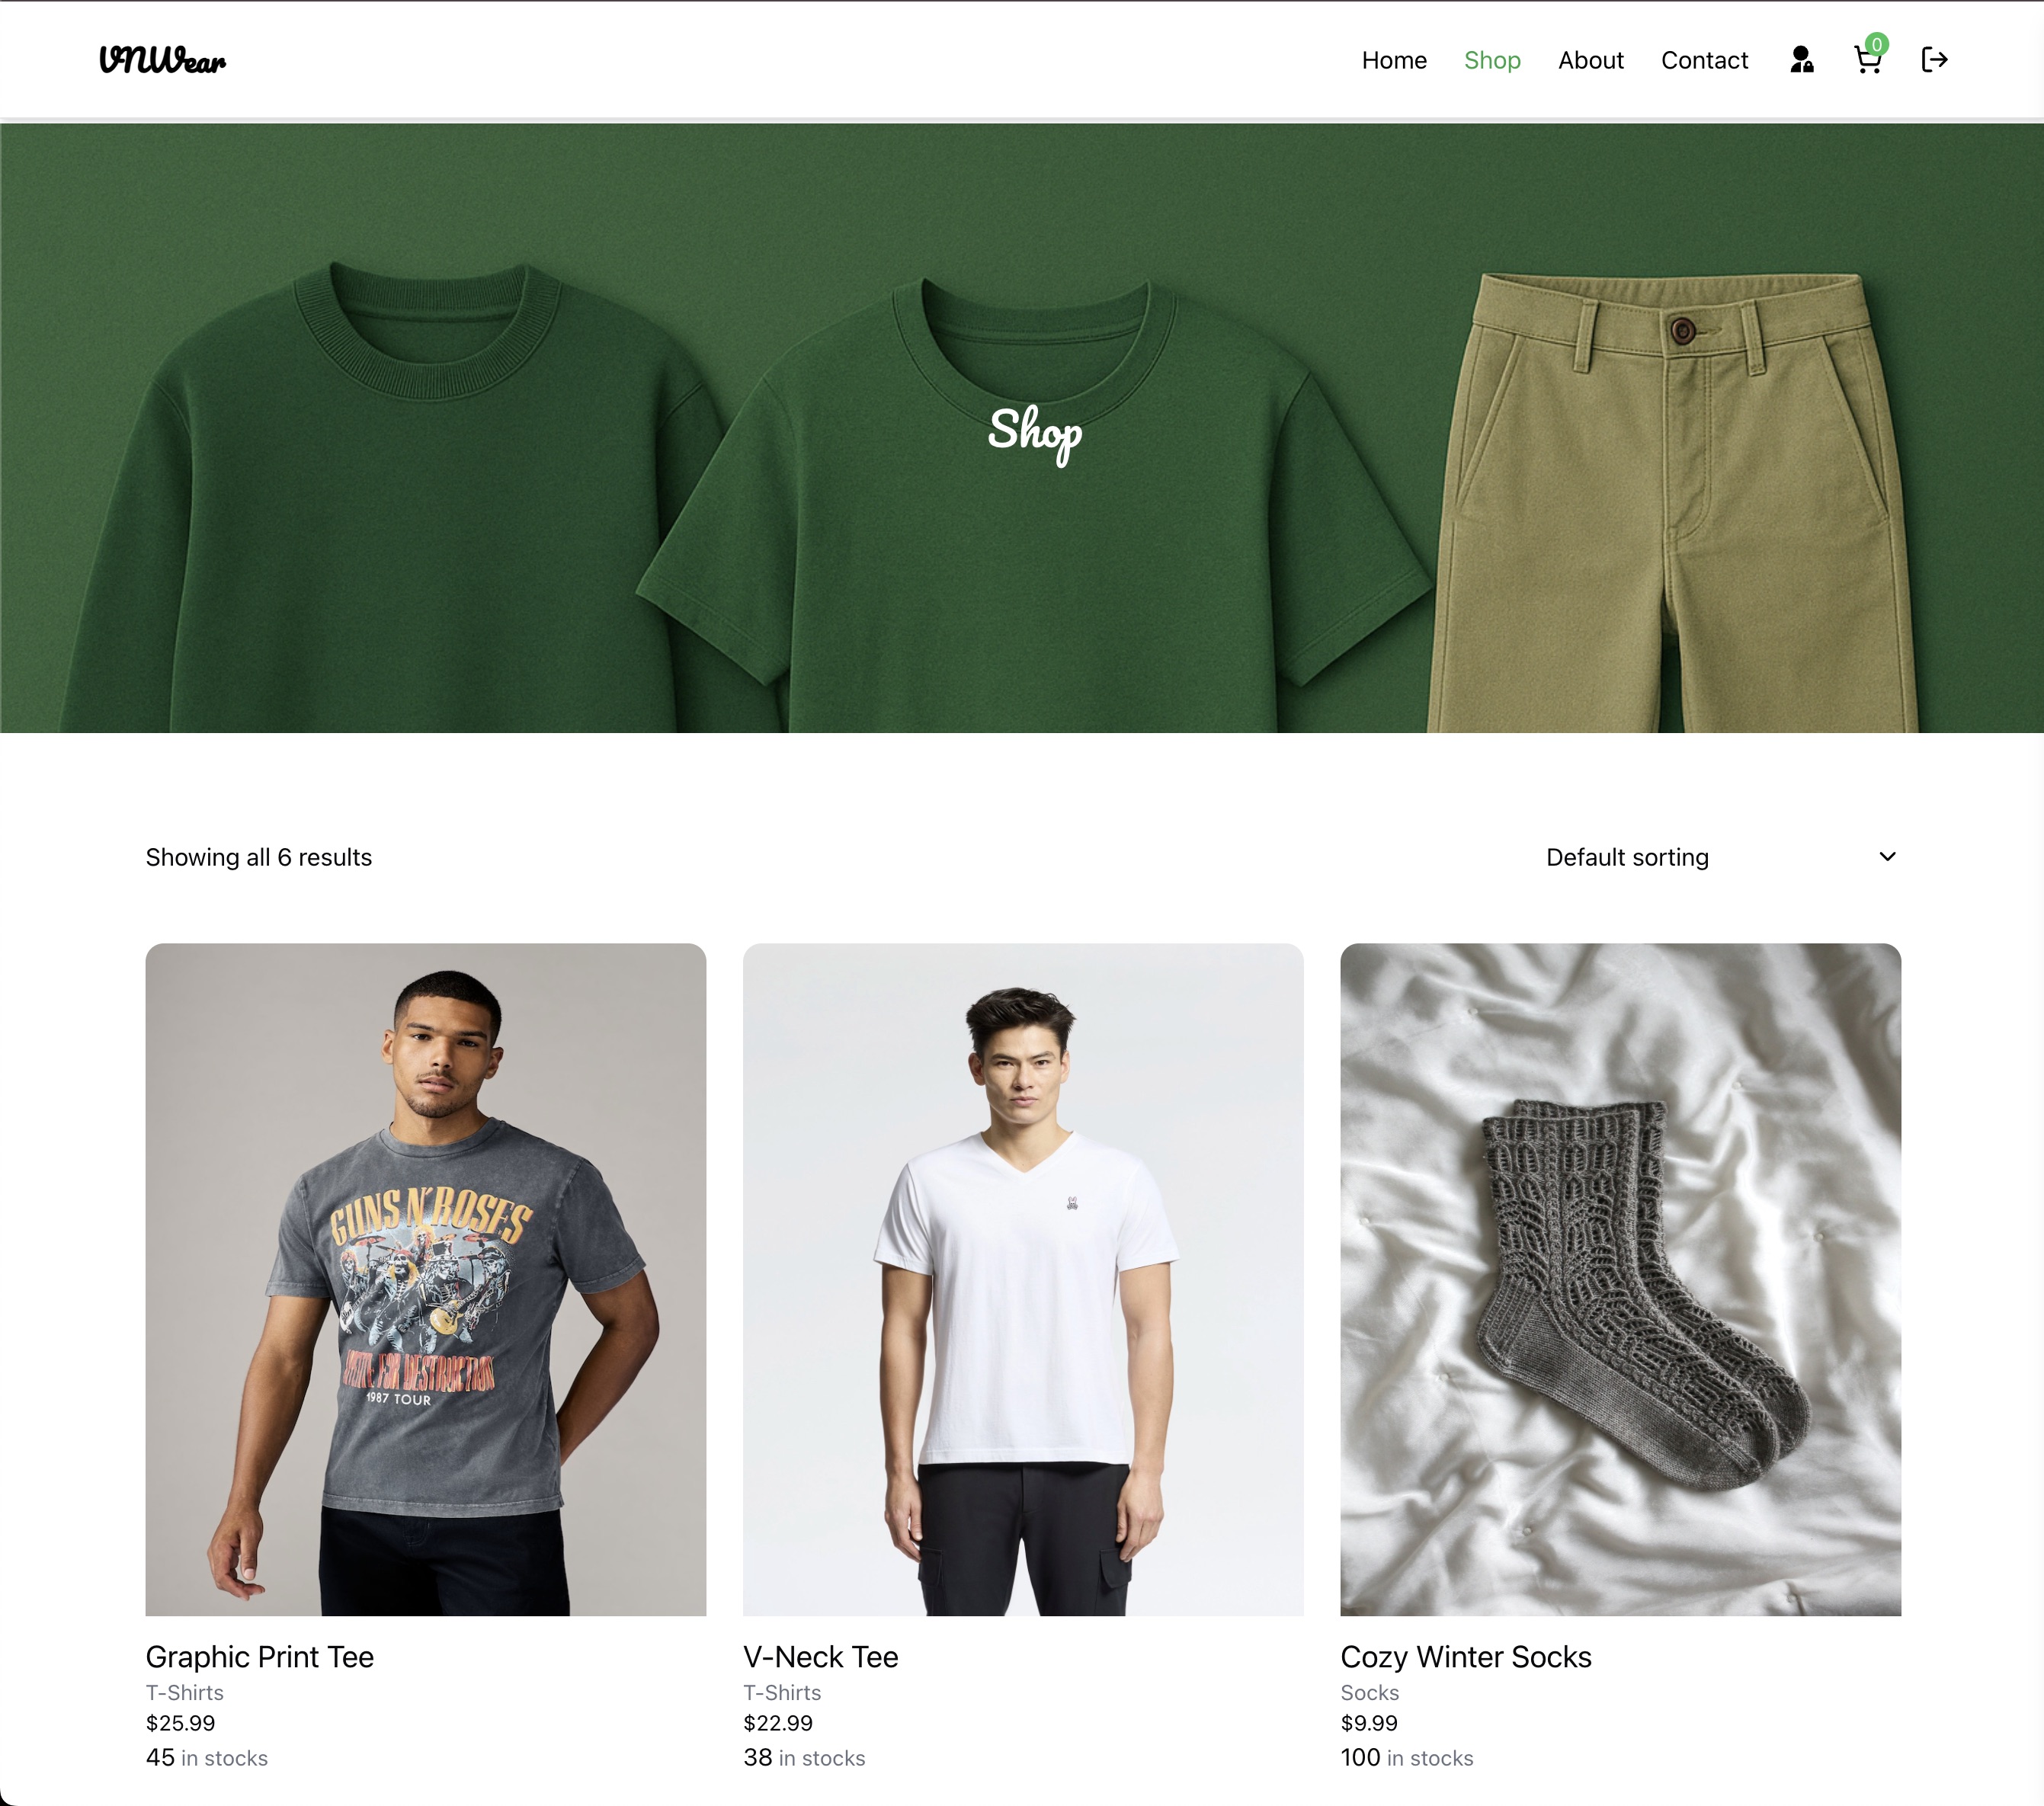 VNWear
Home Shop About Contact 0
Shop
Showing all 6 results
Default sorting
GUNS N' ROSES
FOR DESTRUCTION
1987 TOUR
Graphic Print Tee
T-Shirts
$25.99
45 in stocks
V-Neck Tee
T-Shirts
$22.99
38 in stocks
Cozy Winter Socks
Socks
$9.99
100 in stocks